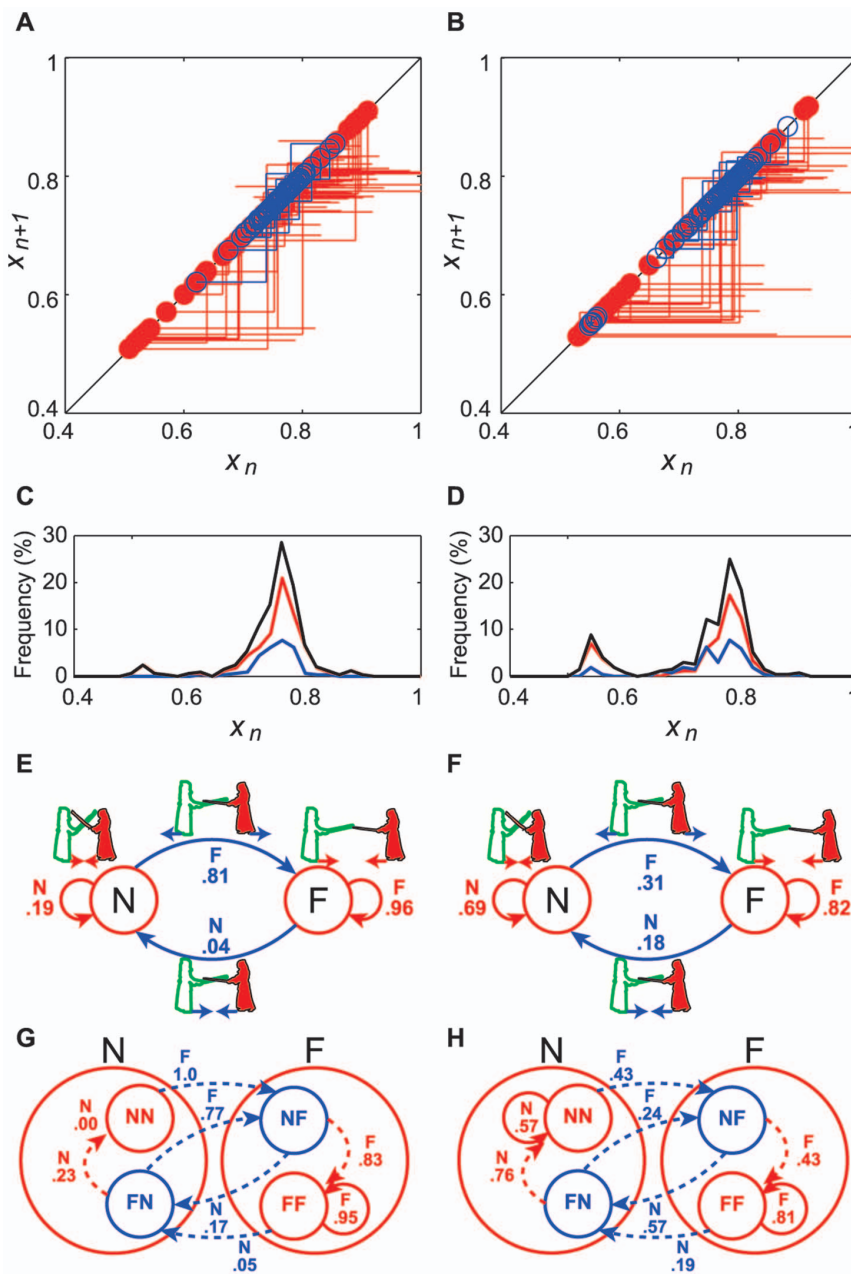 A
B
1
1
0.8
0.8
x n+1
x n+1
0.6
0.6
0.4
0.4
0.4 0.6 0.8 1
0.4 0.6 0.8 1
x n
x n
C
D
30
30
20
20
10
10
0
0
Frequency (%)
Frequency (%)
0.4 0.6 0.8 1
0.4 0.6 0.8 1
x n
x n
E
F
N
.19
N
F
.81
F
F
.96
N
.04
N
.69
N
F
.31
F
F
.82
N
.18
G
H
N
F
F
1.0
F
.77
N
.00
NN
NF
N
.23
F
.83
FN
FF
F
.95
N
.17
N
.05
N
F
F
.43
F
.24
N
.57
NN
NF
N
.76
F
.43
FN
FF
F
.81
N
.57
N
.19